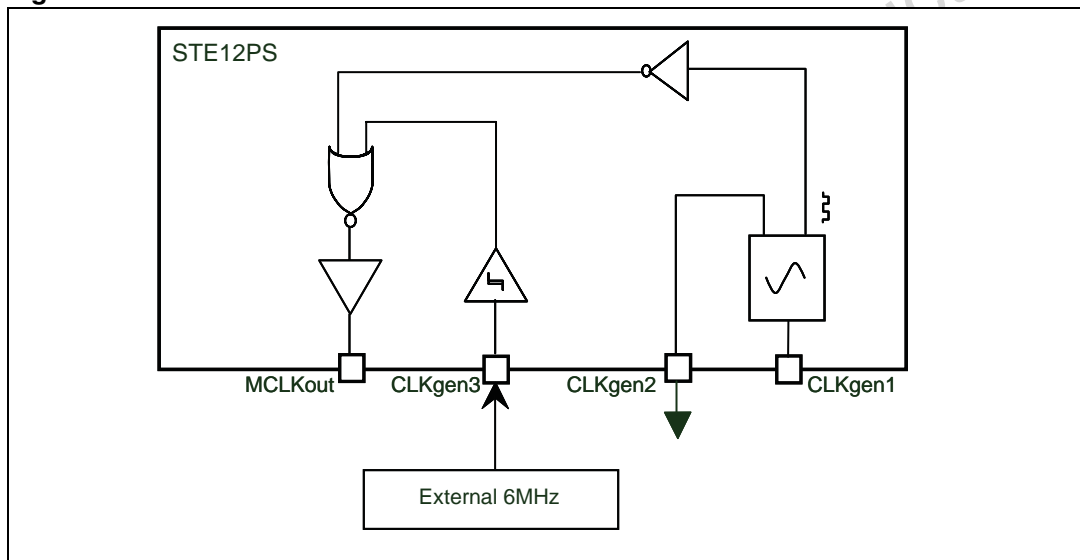 STE12PS
MCLKout
CLKgen3
CLKgen2
CLKgen1
External 6MHz